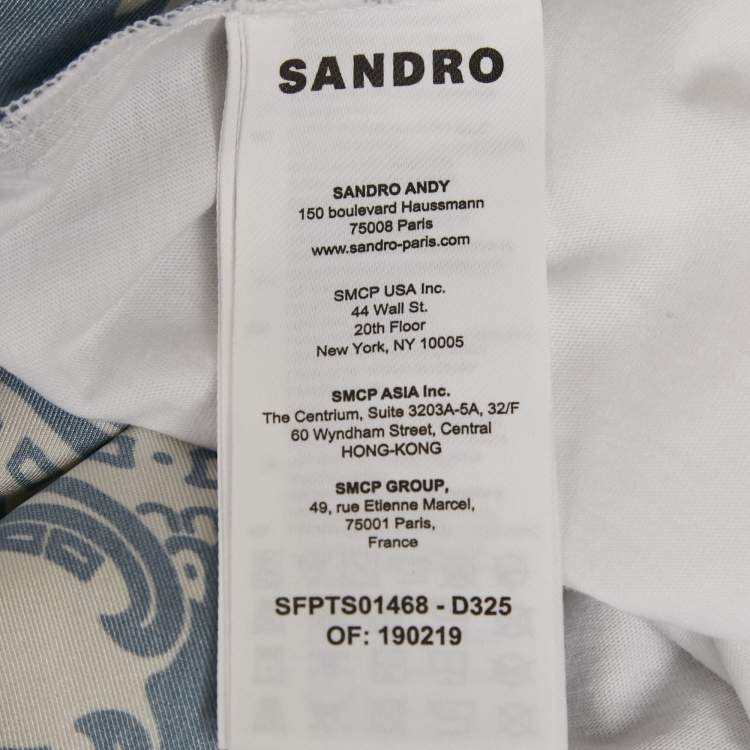 SANDRO
SANDRO ANDY
150 boulevard Haussmann
75008 Paris
www.sandro-paris.com
SMCP USA Inc.
44 Wall St.
20th Floor
New York, NY 10005
SMCP ASIA Inc.
The Centrium, Suite 3203A-5A, 32/F
60 Wyndham Street, Central
HONG-KONG
SMCP GROUP,
49, rue Etienne Marcel,
75001 Paris,
France
SFPTS01468 - D325
OF: 190219